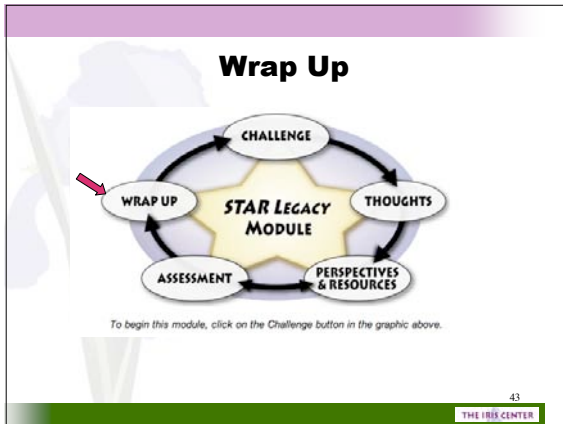 Wrap Up
CHALLENGE
WRAP UP
STAR LEGACY
MODULE
THOUGHTS
ASSESSMENT
PERSPECTIVES
& RESOURCES
To begin this module, click on the Challenge button in the graphic above.
43
THE IRIS CENTER